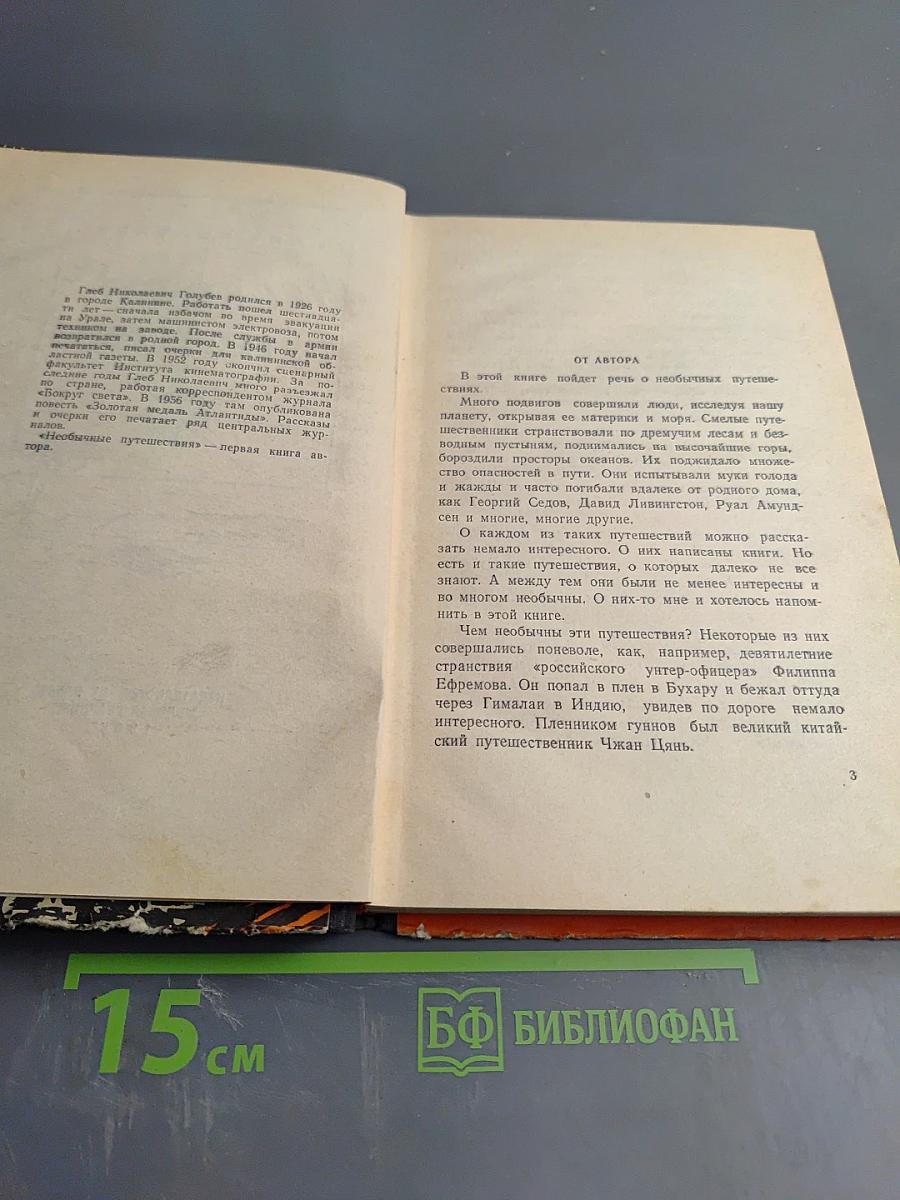 Глеб Николаевич Голубев родился в 1926 году
в городе Калинине. Работать пошел шестнадца-
ти лет — сначала избачом во время эвакуации
на Урале, затем машинистом электровоза, потом
техником на заводе. После службы в армии
возвратился в родной город. В 1946 году начал
печататься, писал очерки для калининской об-
ластной газеты. В 1952 году окончил сценарный
факультет Института кинематографии. За по-
следние годы Глеб Николаевич много разъезжал
по стране, работая корреспондентом журнала
«Вокруг света». В 1956 году там опубликована
повесть «Золотая медаль Атлантиды». Рассказы
и очерки его печатает ряд центральных жур-
налов.
«Необычные путешествия» — первая книга ав-
тора.
ОТ АВТОРА
В этой книге пойдет речь о необычных путеше-
ствиях.
Много подвигов совершили люди, исследуя нашу
планету, открывая ее материки и моря. Смелые путе-
шественники странствовали по дремучим лесам и без-
водным пустыням, поднимались на высочайшие горы,
бороздили просторы океанов. Их поджидало множе-
ство опасностей в пути. Они испытывали муки голода
и жажды и часто погибали вдалеке от родного дома,
как Георгий Седов, Давид Ливингстон, Руал Амунд-
сен и многие, многие другие.
О каждом из таких путешествий можно расска-
зать немало интересного. О них написаны книги. Но
есть и такие путешествия, о которых далеко не все
знают. А между тем они были не менее интересны и
во многом необычны. О них-то мне и хотелось напом-
нить в этой книге.
Чем необычны эти путешествия? Некоторые из них
совершались поневоле, как, например, девятилетние
странствия «российского унтер-офицера» Филиппа
Ефремова. Он попал в плен в Бухару и бежал оттуда
через Гималаи в Индию, увидев по дороге немало
интересного. Пленником гуннов был великий китай-
ский путешественник Чжан Цянь.
3
15 см
БФ БИБЛИОФАН